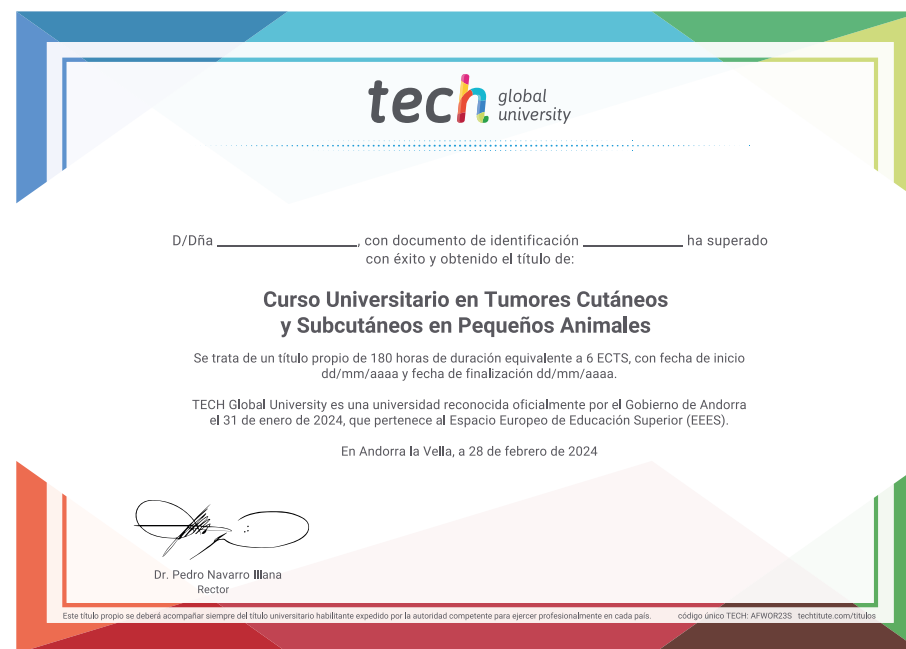 tech global university
D/Dña ______________, con documento de identificación __________ ha superado
con éxito y obtenido el título de:
Curso Universitario en Tumores Cutáneos
y Subcutáneos en Pequeños Animales
Se trata de un título propio de 180 horas de duración equivalente a 6 ECTS, con fecha de inicio
dd/mm/aaaa y fecha de finalización dd/mm/aaaa.
TECH Global University es una universidad reconocida oficialmente por el Gobierno de Andorra
el 31 de enero de 2024, que pertenece al Espacio Europeo de Educación Superior (EEES).
En Andorra la Vella, a 28 de febrero de 2024
Dr. Pedro Navarro Illana
Rector
Este título propio se deberá acompañar siempre del título universitario habilitante expedido por la autoridad competente para ejercer profesionalmente en cada país. código único TECH: AFWOR23S techtitute.com/titulos